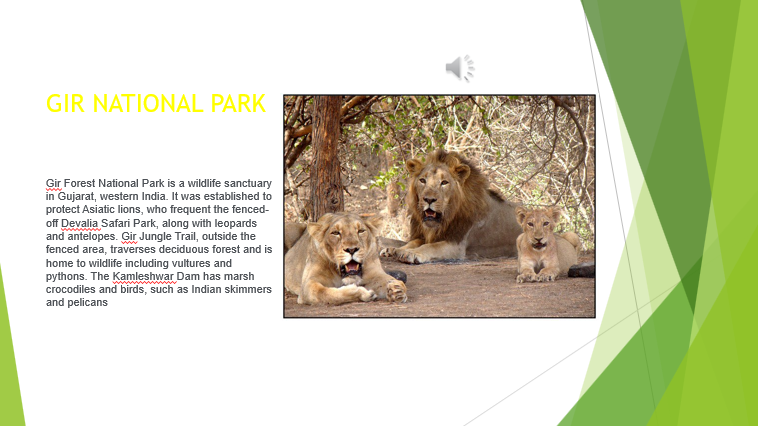 GIR NATIONAL PARK
Gir Forest National Park is a wildlife sanctuary
in Gujarat, western India. It was established to
protect Asiatic lions, who frequent the fenced-
off Devalia Safari Park, along with leopards
and antelopes. Gir Jungle Trail, outside the
fenced area, traverses deciduous forest and is
home to wildlife including vultures and
pythons. The Kamleshwar Dam has marsh
crocodiles and birds, such as Indian skimmers
and pelicans